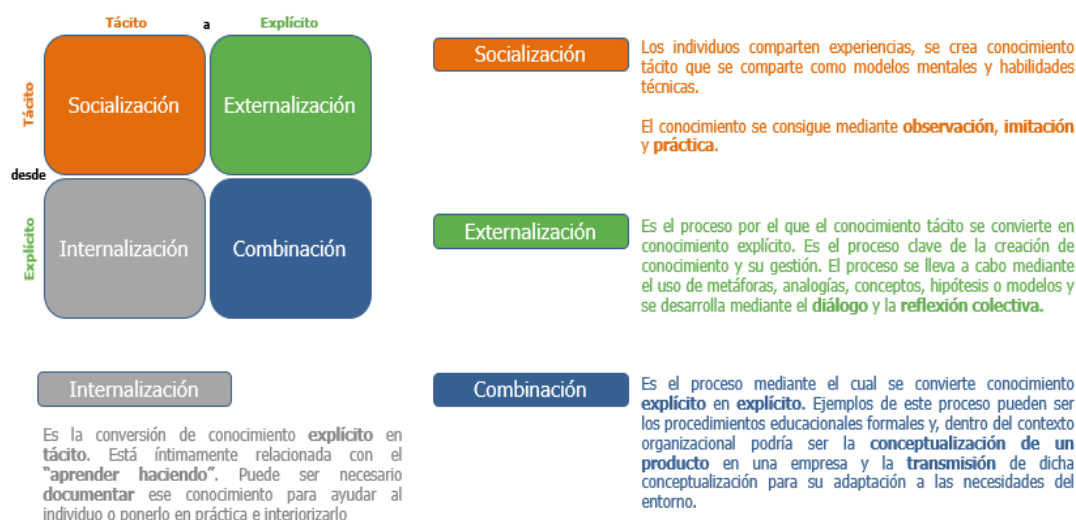 Tácito a Explícito
Tácito
desde
Explícito
Socialización
Externalización
Internalización
Combinación
Socialización
Los individuos comparten experiencias, se crea conocimiento
tácito que se comparte como modelos mentales y habilidades
técnicas.
El conocimiento se consigue mediante observación, imitación
y práctica.
Externalización
Es el proceso por el que el conocimiento tácito se convierte en
conocimiento explícito. Es el proceso clave de la creación de
conocimiento y su gestión. El proceso se lleva a cabo mediante
el uso de metáforas, analogías, conceptos, hipótesis o modelos y
se desarrolla mediante el diálogo y la reflexión colectiva.
Internalización
Es la conversión de conocimiento explícito en
tácito. Está íntimamente relacionada con el
“aprender haciendo”. Puede ser necesario
documentar ese conocimiento para ayudar al
individuo o ponerlo en práctica e interiorizarlo
Combinación
Es el proceso mediante el cual se convierte conocimiento
explícito en explícito. Ejemplos de este proceso pueden ser
los procedimientos educacionales formales y, dentro del contexto
organizacional podría ser la conceptualización de un
producto en una empresa y la transmisión de dicha
conceptualización para su adaptación a las necesidades del
entorno.